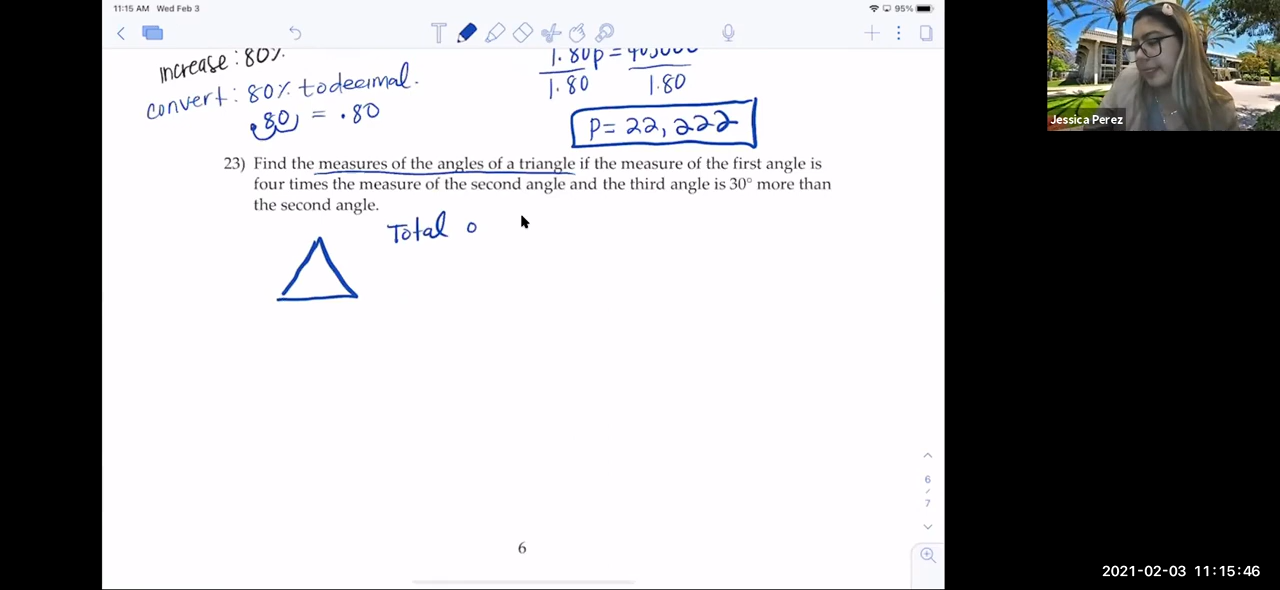 11:15 AM Wed Feb 3
95%
increase: 80%.
convert: 80% to decimal.
80 = .80
1.80p =
1.80 1.80
P = 22,222
23) Find the measures of the angles of a triangle if the measure of the first angle is
four times the measure of the second angle and the third angle is 30° more than
the second angle.
Total o
6
7
6
Jessica Perez
2021-02-03 11:15:46